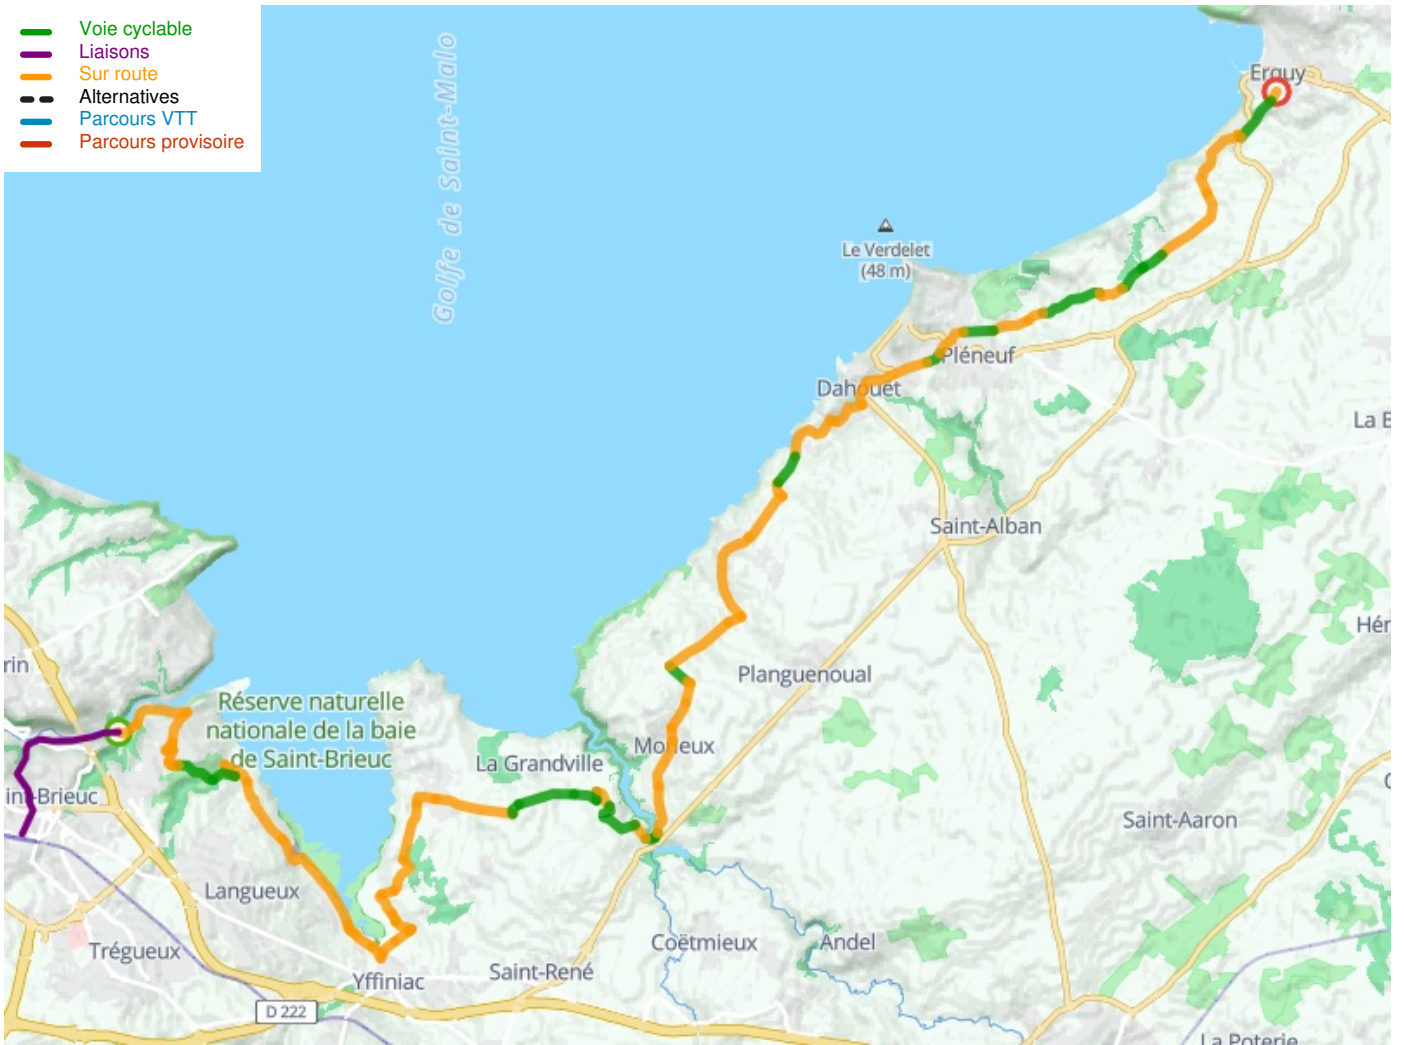 Voie cyclable
Liaisons
Sur route
Alternatives
Parcours VTT
Parcours provisoire
Golfe de Saint-Malo
Erquy
Le Verdelet
(48 m)
Pléneuf
Dahouët
La B
Saint-Alban
Hér
rin
Planguenoual
Réserve naturelle
nationale de la baie
de Saint-Brieuc
Morieux
La Grandville
int-Brieuc
Saint-Aaron
Langueux
Trégueux
Coëtmieux
Andel
Yffiniac
Saint-René
D 222
La Poterie